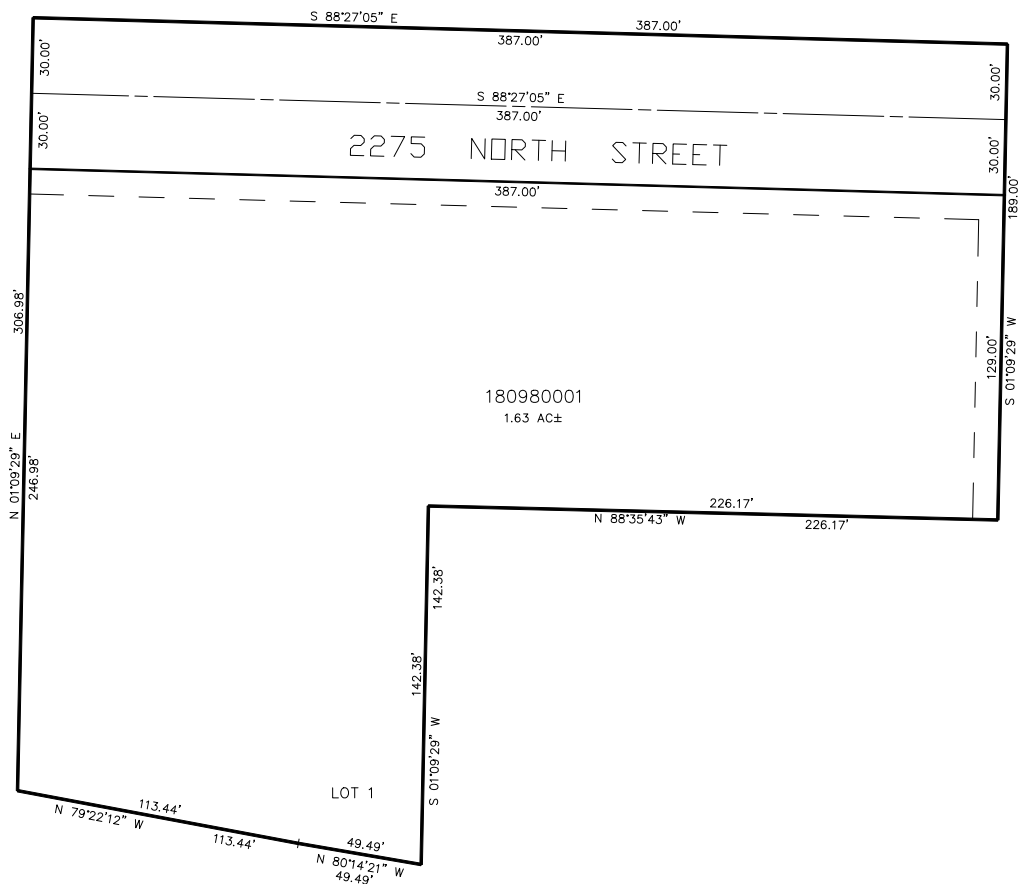 S 88°27'05" E
387.00'
387.00'
30.00'
30.00'
S 88°27'05" E
387.00'
30.00'
30.00'
2275 NORTH STREET
387.00'
189.00'
S 01°09'29" W
129.00'
306.98'
N 01°09'29" E
246.98'
180980001
1.63 AC±
226.17'
N 88°35'43" W
226.17'
142.38'
142.38'
S 01°09'29" W
LOT 1
113.44'
N 79°22'12" W
113.44'
49.49'
N 80°14'21" W
49.49'